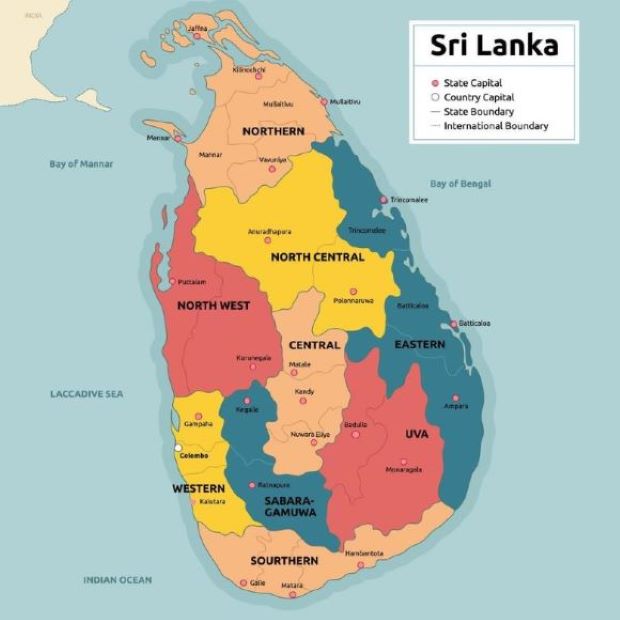 INDIA
Sri Lanka
State Capital
Country Capital
State Boundary
International Boundary
Jaffna
Kilinochchi
Mullaitivu
Mullaitivu
NORTHERN
Mannar
Mannar
Vavuniya
Bay of Mannar
Bay of Bengal
Trincomalee
Trincomalee
Anuradhapura
NORTH CENTRAL
Puttalam
Polonnaruwa
NORTH WEST
Batticaloa
Batticaloa
CENTRAL
EASTERN
Kurunegala
Matale
LACCADIVE SEA
Kandy
Kegalle
Ampara
Gampaha
Badulla
Nuwara Eliya
UVA
Colombo
Monaragala
WESTERN
Ratnapura
Kalutara
SABARA-
GAMUWA
SOURTHERN
Hambantota
INDIAN OCEAN
Galle
Matara